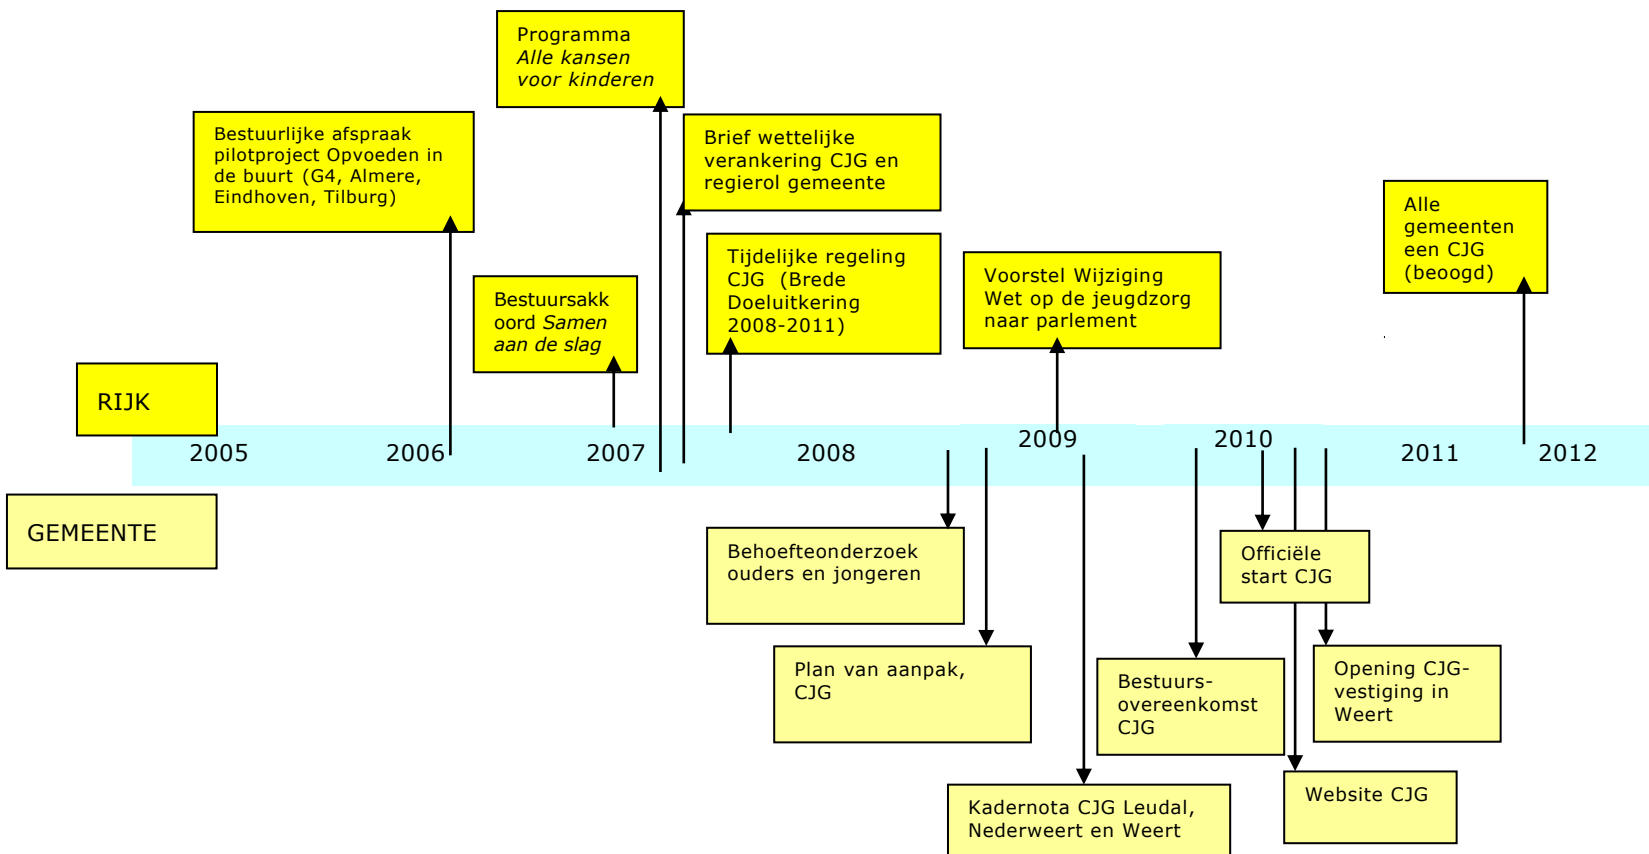 Programma
Alle kansen
voor kinderen
Bestuurlijke afspraak
pilotproject Opvoeden in
de buurt (G4, Almere,
Eindhoven, Tilburg)
Brief wettelijke
verankering CJG en
regierol gemeente
Alle
gemeenten
een CJG
(beoogd)
Bestuursakk
oord Samen
aan de slag
Tijdelijke regeling
CJG (Brede
Doeluitkering
2008-2011)
Voorstel Wijziging
Wet op de jeugdzorg
naar parlement
RIJK
2005 2006 2007 2008 2009 2010 2011 2012
GEMEENTE
Behoefteonderzoek
ouders en jongeren
Officiële
start CJG
Plan van aanpak,
CJG
Bestuurs-
overeenkomst
CJG
Opening CJG-
vestiging in
Weert
Kadernota CJG Leudal,
Nederweert en Weert
Website CJG